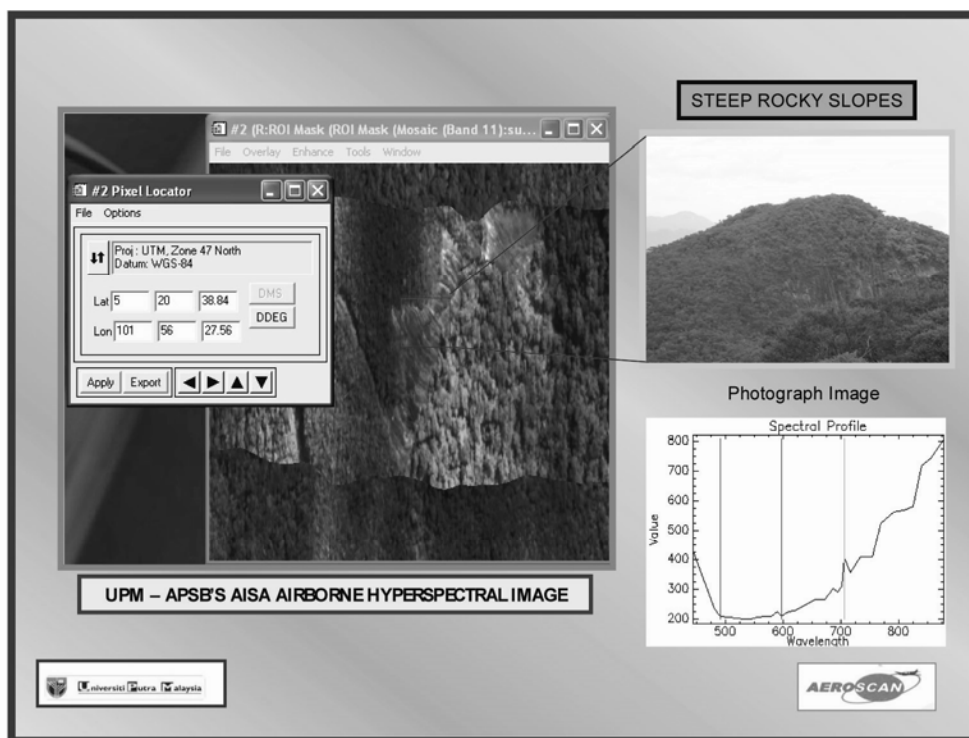 STEEP ROCKY SLOPES
#2 (R:ROI Mask (ROI Mask (Mosaic (Band 11):su...
File Overlay Enhance Tools Window
#2 Pixel Locator
File Options
Proj: UTM, Zone 47 North
Datum: WGS-84
Lat 5 20 38.84 DMS
DDEG
Lon 101 56 27.56
Apply Export
Photograph Image
Spectral Profile
800
700
600
500
400
300
200
Value
500 600 700 800
Wavelength
UPM – APSB'S AISA AIRBORNE HYPERSPECTRAL IMAGE
Universiti Putra Malaysia
AEROSCAN